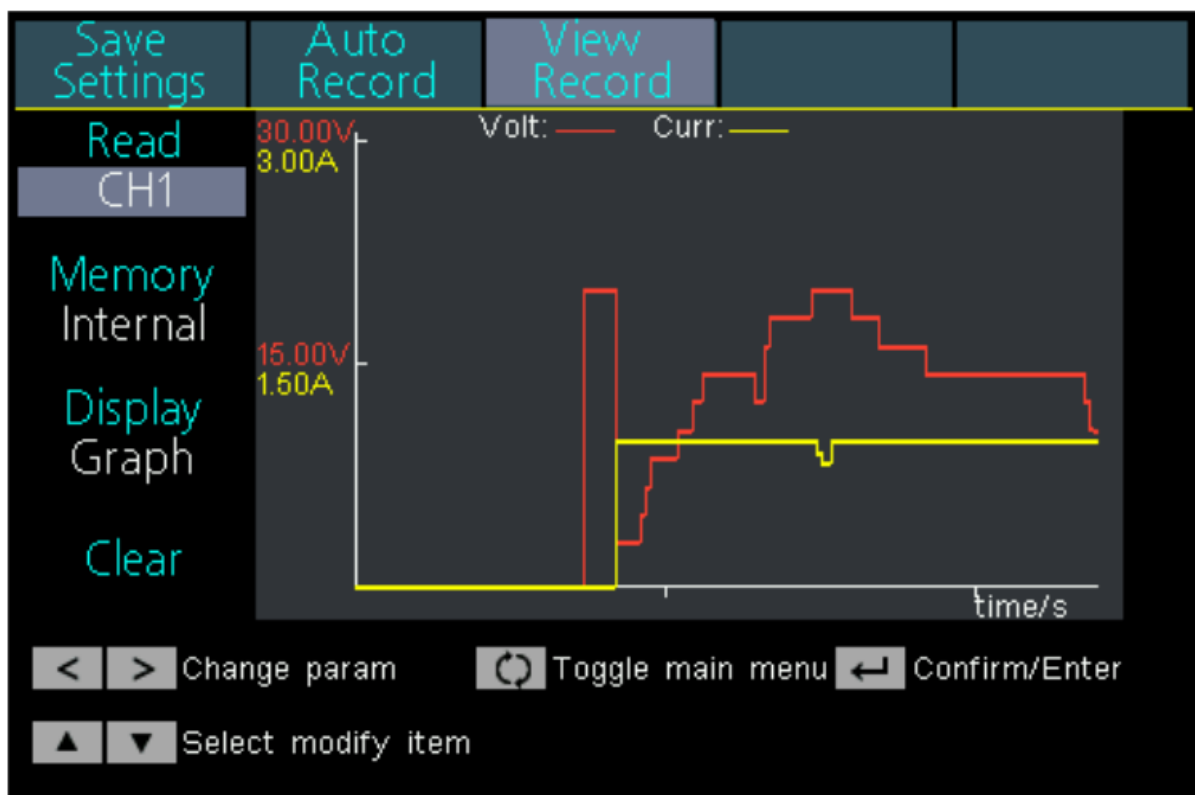 Save Settings
Auto Record
View Record
Read
CH1
Memory
Internal
Display
Graph
Clear
Volt:
Curr:
30.00V
3.00A
15.00V
1.50A
time/s
< > Change param
Toggle main menu
Confirm/Enter
▲ ▼ Select modify item